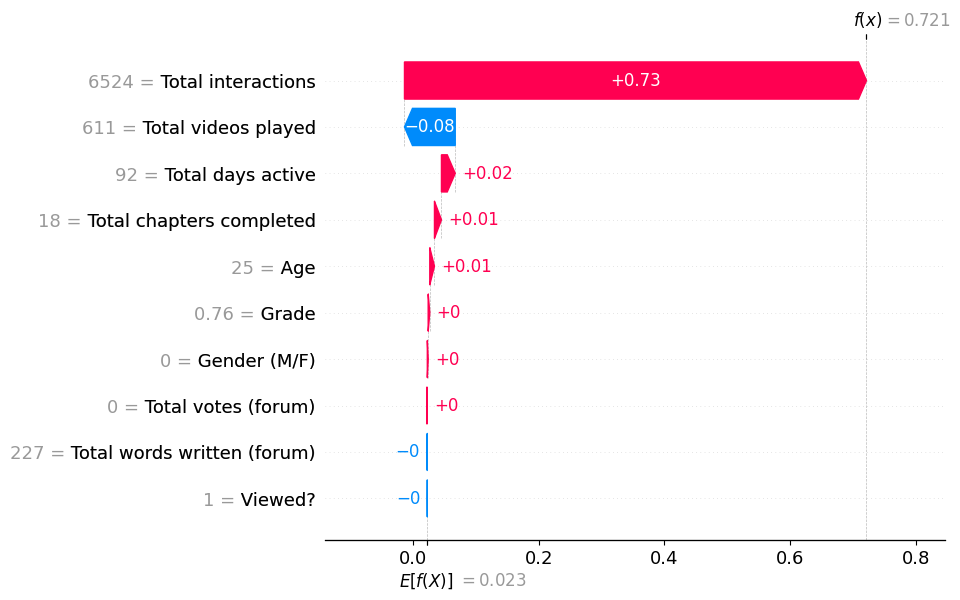 f(x) = 0.721
6524 = Total interactions +0.73
611 = Total videos played −0.08
92 = Total days active +0.02
18 = Total chapters completed +0.01
25 = Age +0.01
0.76 = Grade +0
0 = Gender (M/F) +0
0 = Total votes (forum) +0
227 = Total words written (forum) −0
1 = Viewed? −0
0.0 0.2 0.4 0.6 0.8
E[f(X)] = 0.023